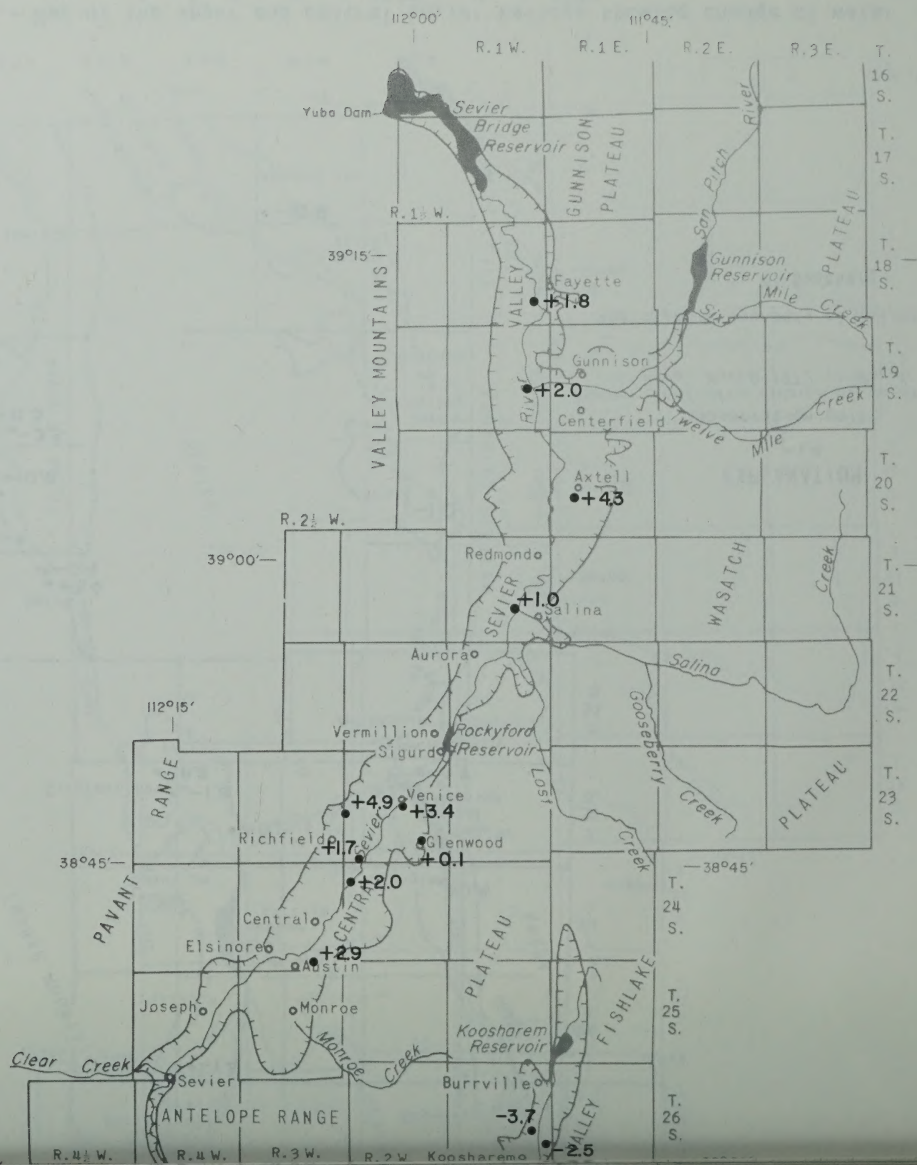 112°00'
111°45'
R.1 W.
R.1 E.
R.2 E.
R.3 E.
T.
16
S.
Yubo Dam
Sevier
Bridge
Reservoir
GUNNISON
PLATEAU
San Pitch River
T.
17
S.
R.1½ W.
39°15'
PLATEAU
T.
18
S.
Gunnison
Reservoir
Fayette
+1.8
VALLEY
VALLEY MOUNTAINS
Six Mile Creek
T.
19
S.
Gunnison
+2.0
River
Centerfield
Twelve Mile Creek
T.
20
S.
Axtell
+4.3
R.2½ W.
39°00'
Redmond
WASATCH
Creek
T.
21
S.
+1.0
SEVIER
Salina
Aurora
Salina
T.
22
S.
112°15'
Gooseberry Creek
Vermillion
Rockyford
Sigurd
Reservoir
RANGE
Lost Creek
PLATEAU
T.
23
S.
Venice
+4.9
+3.4
Richfield
+1.7
Sevier
Glenwood
+0.1
38°45'
38°45'
+2.0
T.
24
S.
PAVANT
CENTRAL
Central
PLATEAU
Elsinore
+2.9
Austin
FISHLAKE
T.
25
S.
Joseph
Monroe
Koosharem
Reservoir
Monroe Creek
Clear Creek
Sevier
Burrville
ANTELOPE RANGE
-3.7
VALLEY
T.
26
S.
-2.5
R.4½ W.
R.4 W.
R.3 W.
R.2 W.
Koosharem